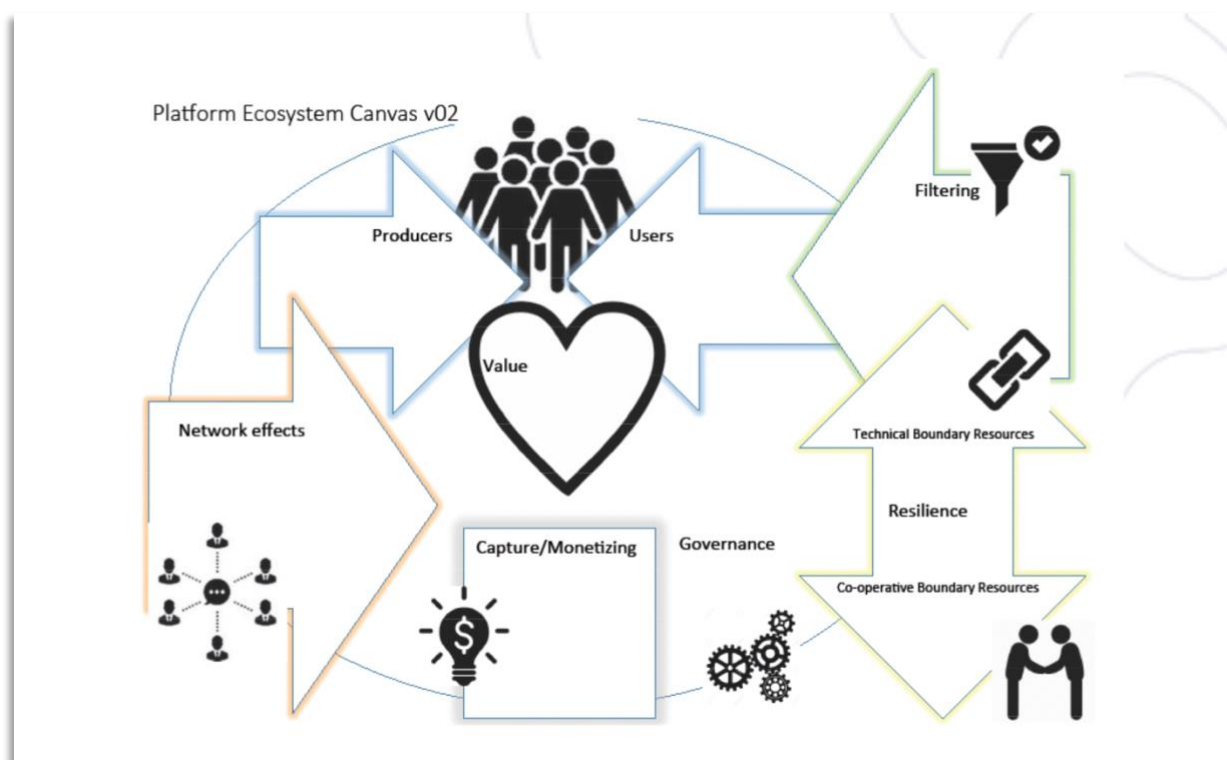 Platform Ecosystem Canvas v02
Filtering
Producers
Users
Value
Network effects
Technical Boundary Resources
Resilience
Capture/Monetizing
Governance
Co-operative Boundary Resources
$